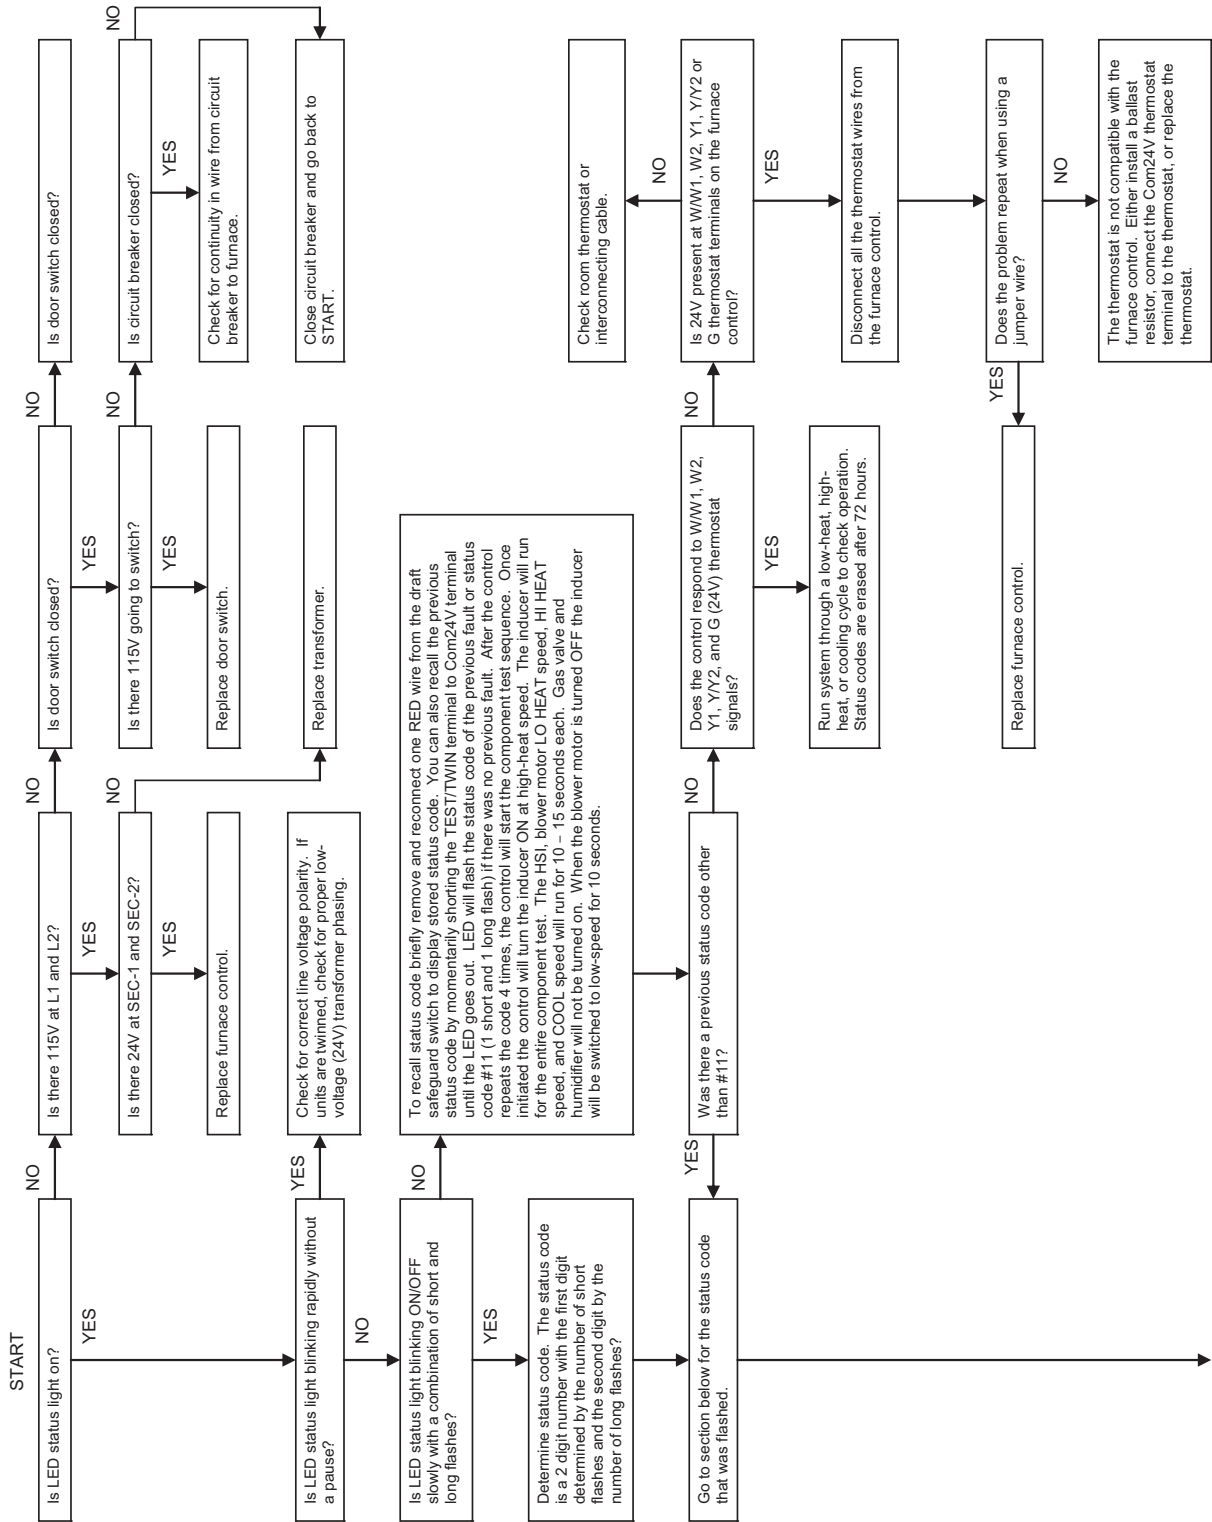 START
Is LED status light on?
NO
YES
Is there 115V at L1 and L2?
NO
YES
Is door switch closed?
NO
YES
Is door switch closed?
Is there 24V at SEC-1 and SEC-2?
NO
YES
Is there 115V going to switch?
NO
YES
Is circuit breaker closed?
NO
YES
Replace furnace control.
Replace door switch.
Check for continuity in wire from circuit
breaker to furnace.
Is LED status light blinking rapidly without
a pause?
YES
NO
Check for correct line voltage polarity. If
units are twinned, check for proper low-
voltage (24V) transformer phasing.
Replace transformer.
Close circuit breaker and go back to
START.
Is LED status light blinking ON/OFF
slowly with a combination of short and
long flashes?
NO
YES
To recall status code briefly remove and reconnect one RED wire from the draft
safeguard switch to display stored status code. You can also recall the previous
status code by momentarily shorting the TEST/TWIN terminal to Com24V terminal
until the LED goes out. LED will flash the status code of the previous fault or status
code #11 (1 short and 1 long flash) if there was no previous fault. After the control
repeats the code 4 times, the control will start the component test sequence. Once
initiated the control will turn the inducer ON at high-heat speed. The inducer will run
for the entire component test. The HSI, blower motor LO HEAT speed, HI HEAT
speed, and COOL speed will run for 10 – 15 seconds each. Gas valve and
humidifier will not be turned on. When the blower motor is turned OFF the inducer
will be switched to low-speed for 10 seconds.
Determine status code. The status code
is a 2 digit number with the first digit
determined by the number of short
flashes and the second digit by the
number of long flashes?
Check room thermostat or
interconnecting cable.
NO
Go to section below for the status code
that was flashed.
YES
Was there a previous status code other
than #11?
NO
Does the control respond to W/W1, W2,
Y1, Y/Y2, and G (24V) thermostat
signals?
NO
YES
Is 24V present at W/W1, W2, Y1, Y/Y2 or
G thermostat terminals on the furnace
control?
YES
Run system through a low-heat, high-
heat, or cooling cycle to check operation.
Status codes are erased after 72 hours.
Disconnect all the thermostat wires from
the furnace control.
Replace furnace control.
YES
Does the problem repeat when using a
jumper wire?
NO
The thermostat is not compatible with the
furnace control. Either install a ballast
resistor, connect the Com24V thermostat
terminal to the thermostat, or replace the
thermostat.